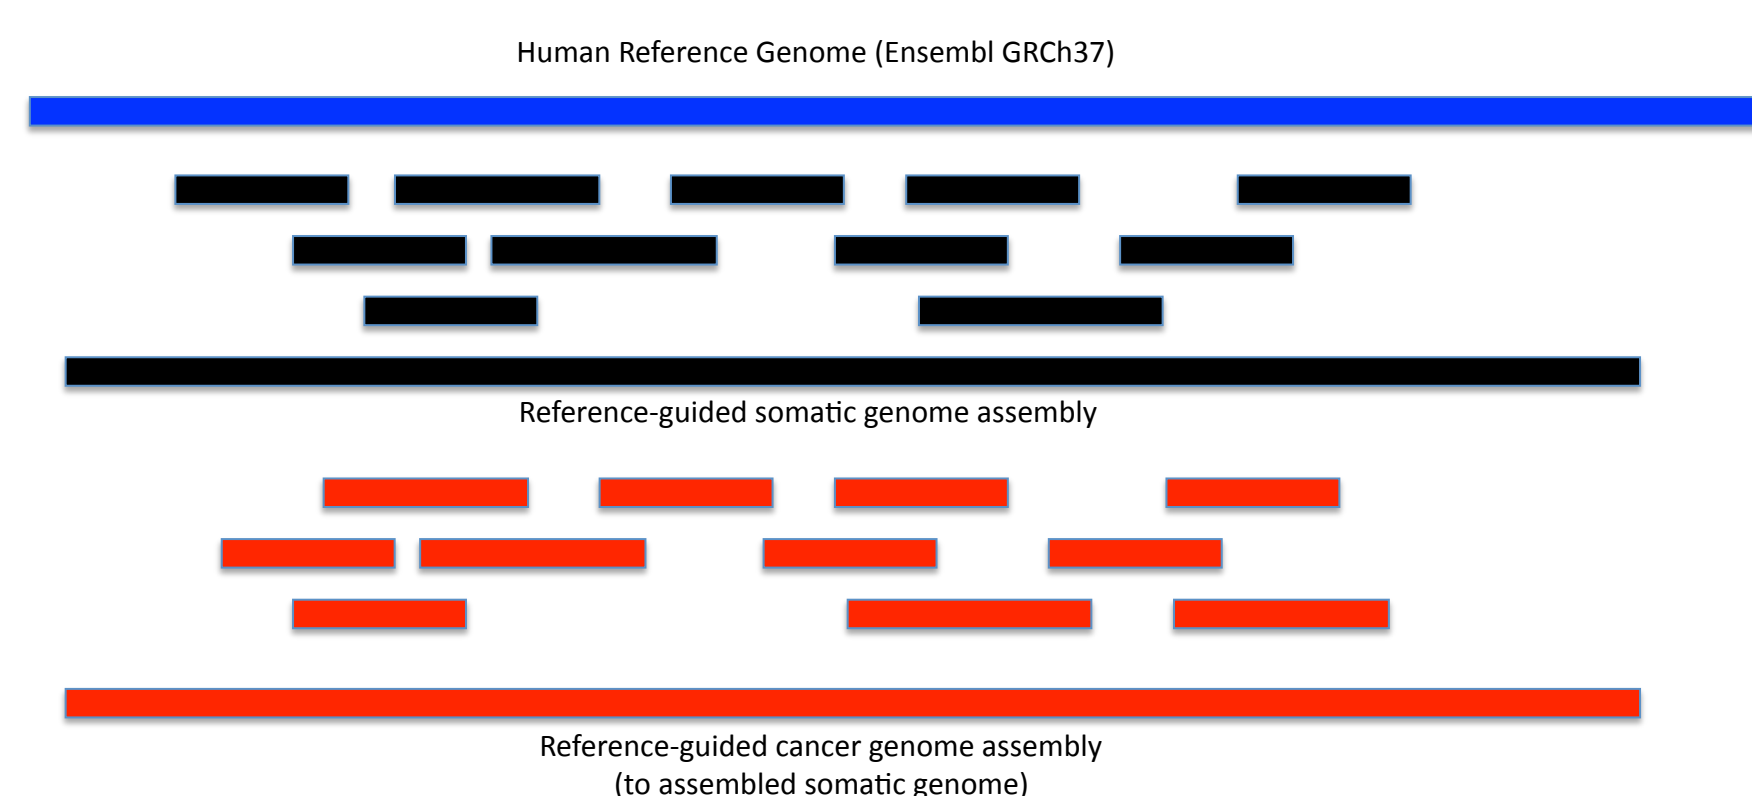 Human Reference Genome (Ensembl GRCh37)
Reference-guided somatic genome assembly
Reference-guided cancer genome assembly
(to assembled somatic genome)